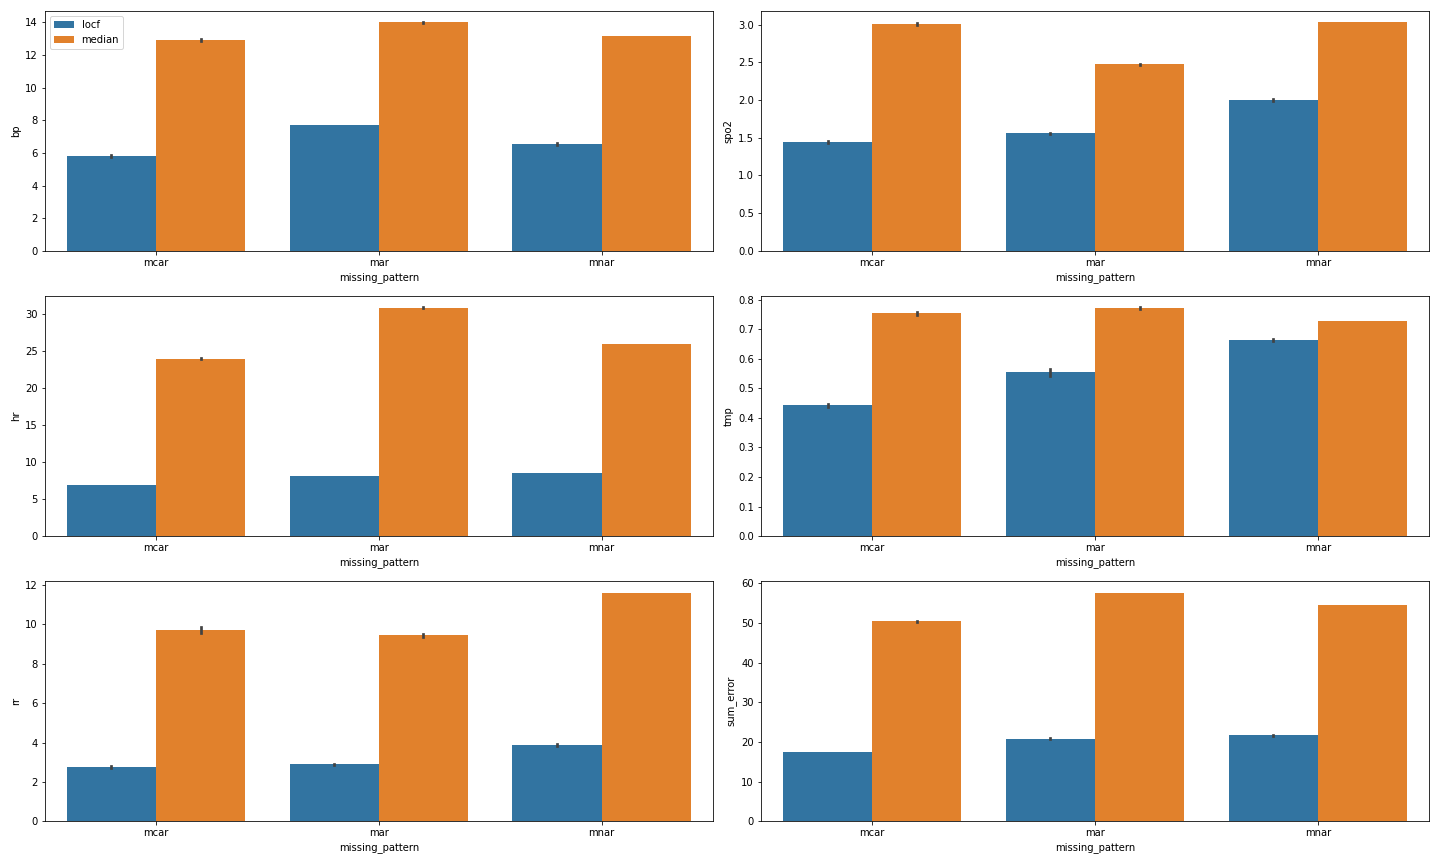 14
12
10
8
6
4
2
0
bp
locf
median
mcar
mar
mnar
missing_pattern
3.0
2.5
2.0
1.5
1.0
0.5
0.0
spo2
mcar
mar
mnar
missing_pattern
30
25
20
15
10
5
0
hr
mcar
mar
mnar
missing_pattern
0.8
0.7
0.6
0.5
0.4
0.3
0.2
0.1
0.0
tmp
mcar
mar
mnar
missing_pattern
12
10
8
6
4
2
0
rr
mcar
mar
mnar
missing_pattern
60
50
40
30
20
10
0
sum_error
mcar
mar
mnar
missing_pattern